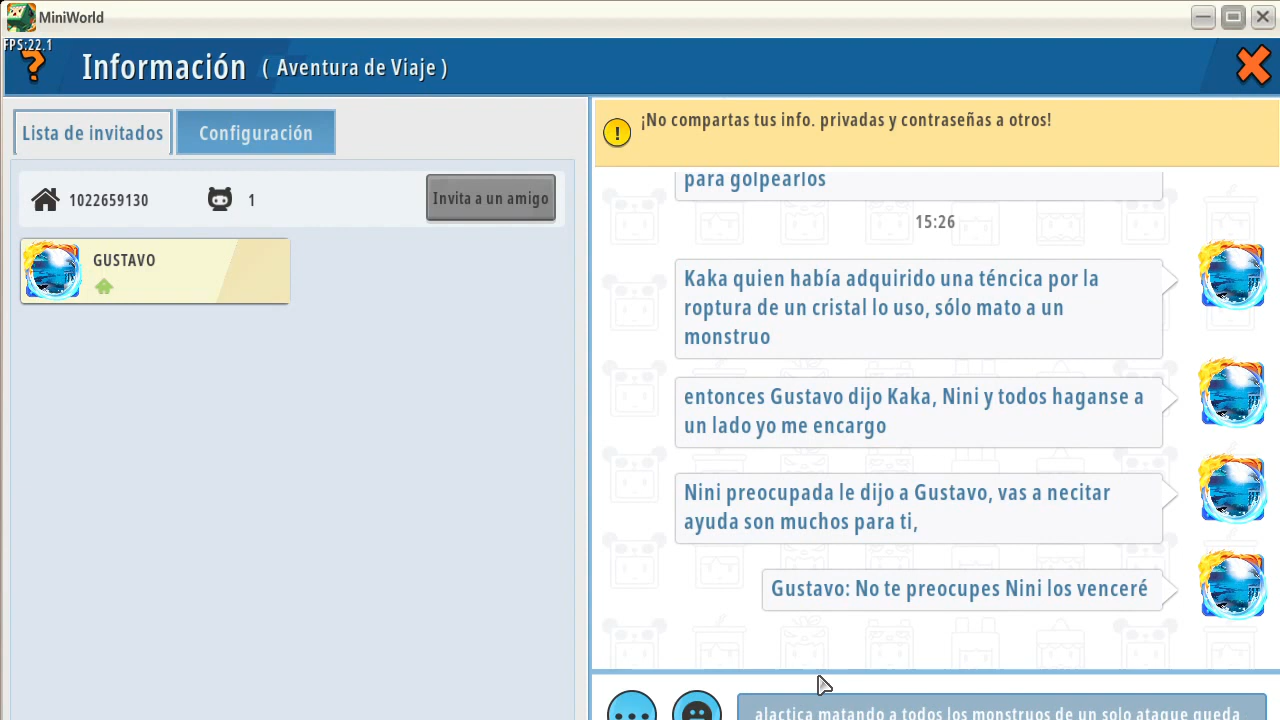 MiniWorld
FPS:22.1
Información ( Aventura de Viaje )
Lista de invitados
Configuración
1022659130
1
Invita a un amigo
GUSTAVO
¡No compartas tus info. privadas y contraseñas a otros!
para golpearlos
15:26
Kaka quien había adquirido una téncica por la
roptura de un cristal lo uso, sólo mato a un
monstruo
entonces Gustavo dijo Kaka, Nini y todos haganse a
un lado yo me encargo
Nini preocupada le dijo a Gustavo, vas a necitar
ayuda son muchos para ti,
Gustavo: No te preocupes Nini los venceré
alactica matando a todos los monstruos de un solo ataque queda